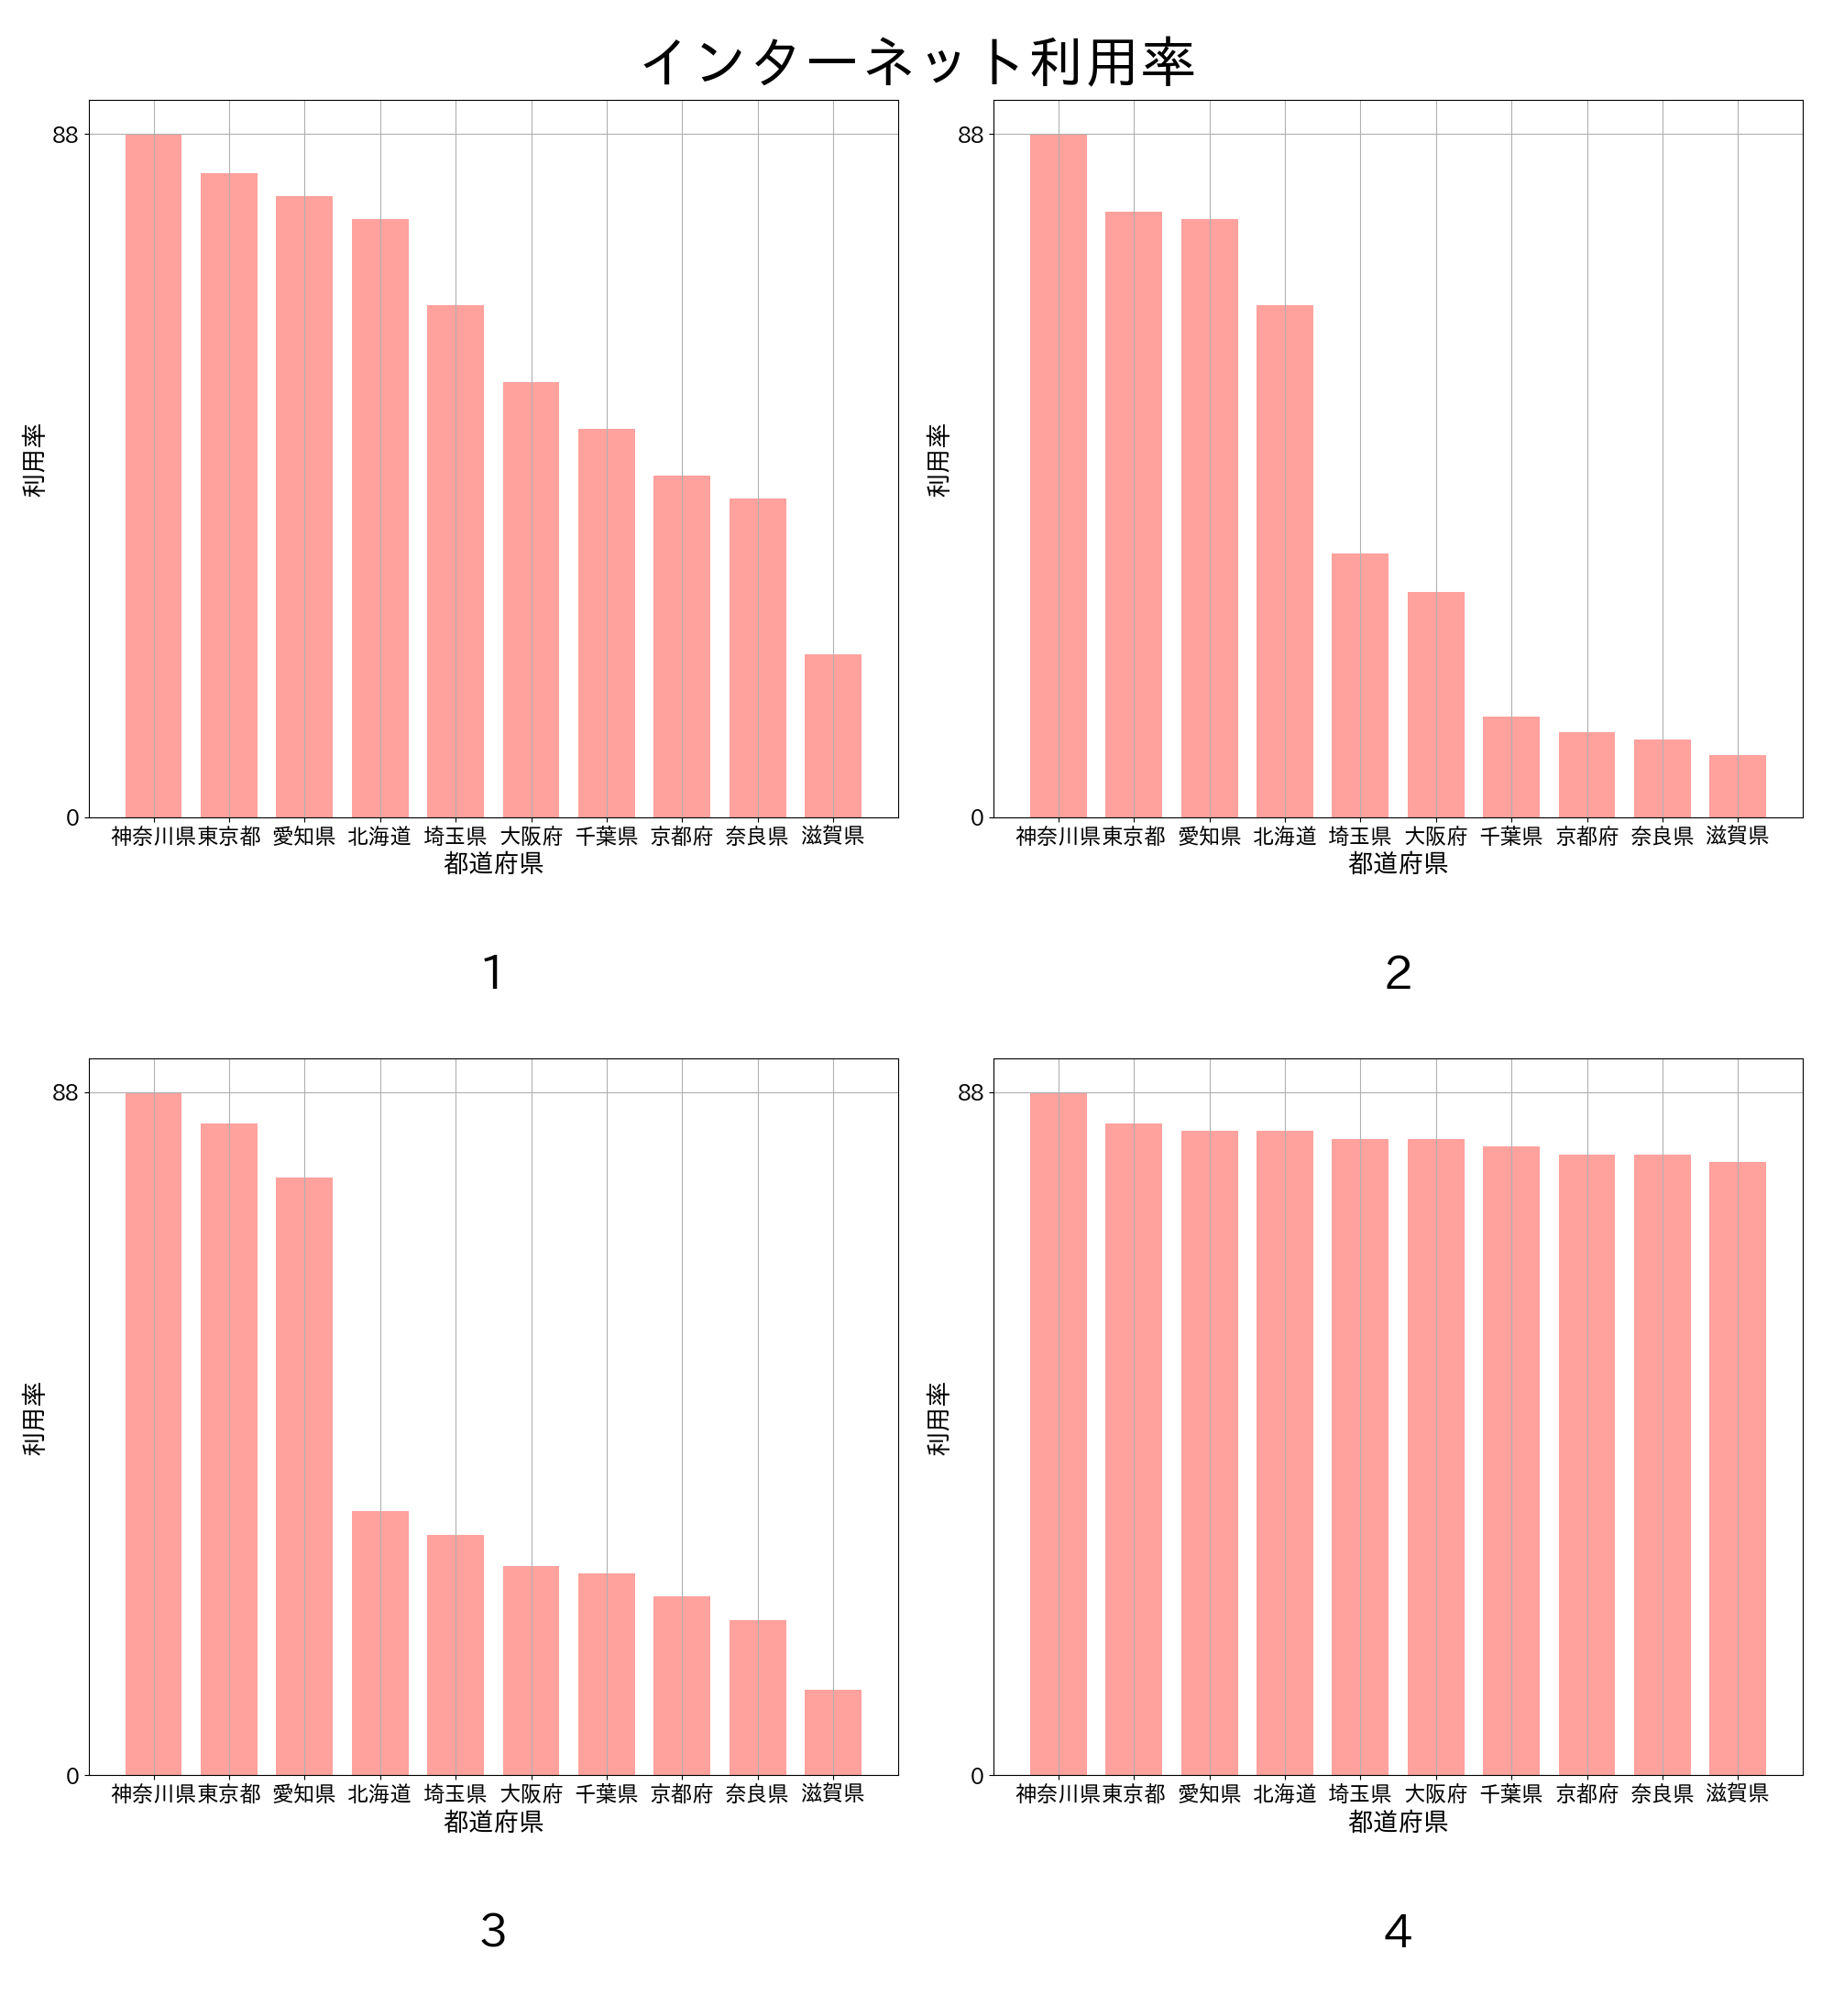 インターネット利用率
88
0
利用率
神奈川県 東京都 愛知県 北海道 埼玉県 大阪府 千葉県 京都府 奈良県 滋賀県
都道府県
1
88
0
利用率
神奈川県 東京都 愛知県 北海道 埼玉県 大阪府 千葉県 京都府 奈良県 滋賀県
都道府県
2
88
0
利用率
神奈川県 東京都 愛知県 北海道 埼玉県 大阪府 千葉県 京都府 奈良県 滋賀県
都道府県
3
88
0
利用率
神奈川県 東京都 愛知県 北海道 埼玉県 大阪府 千葉県 京都府 奈良県 滋賀県
都道府県
4